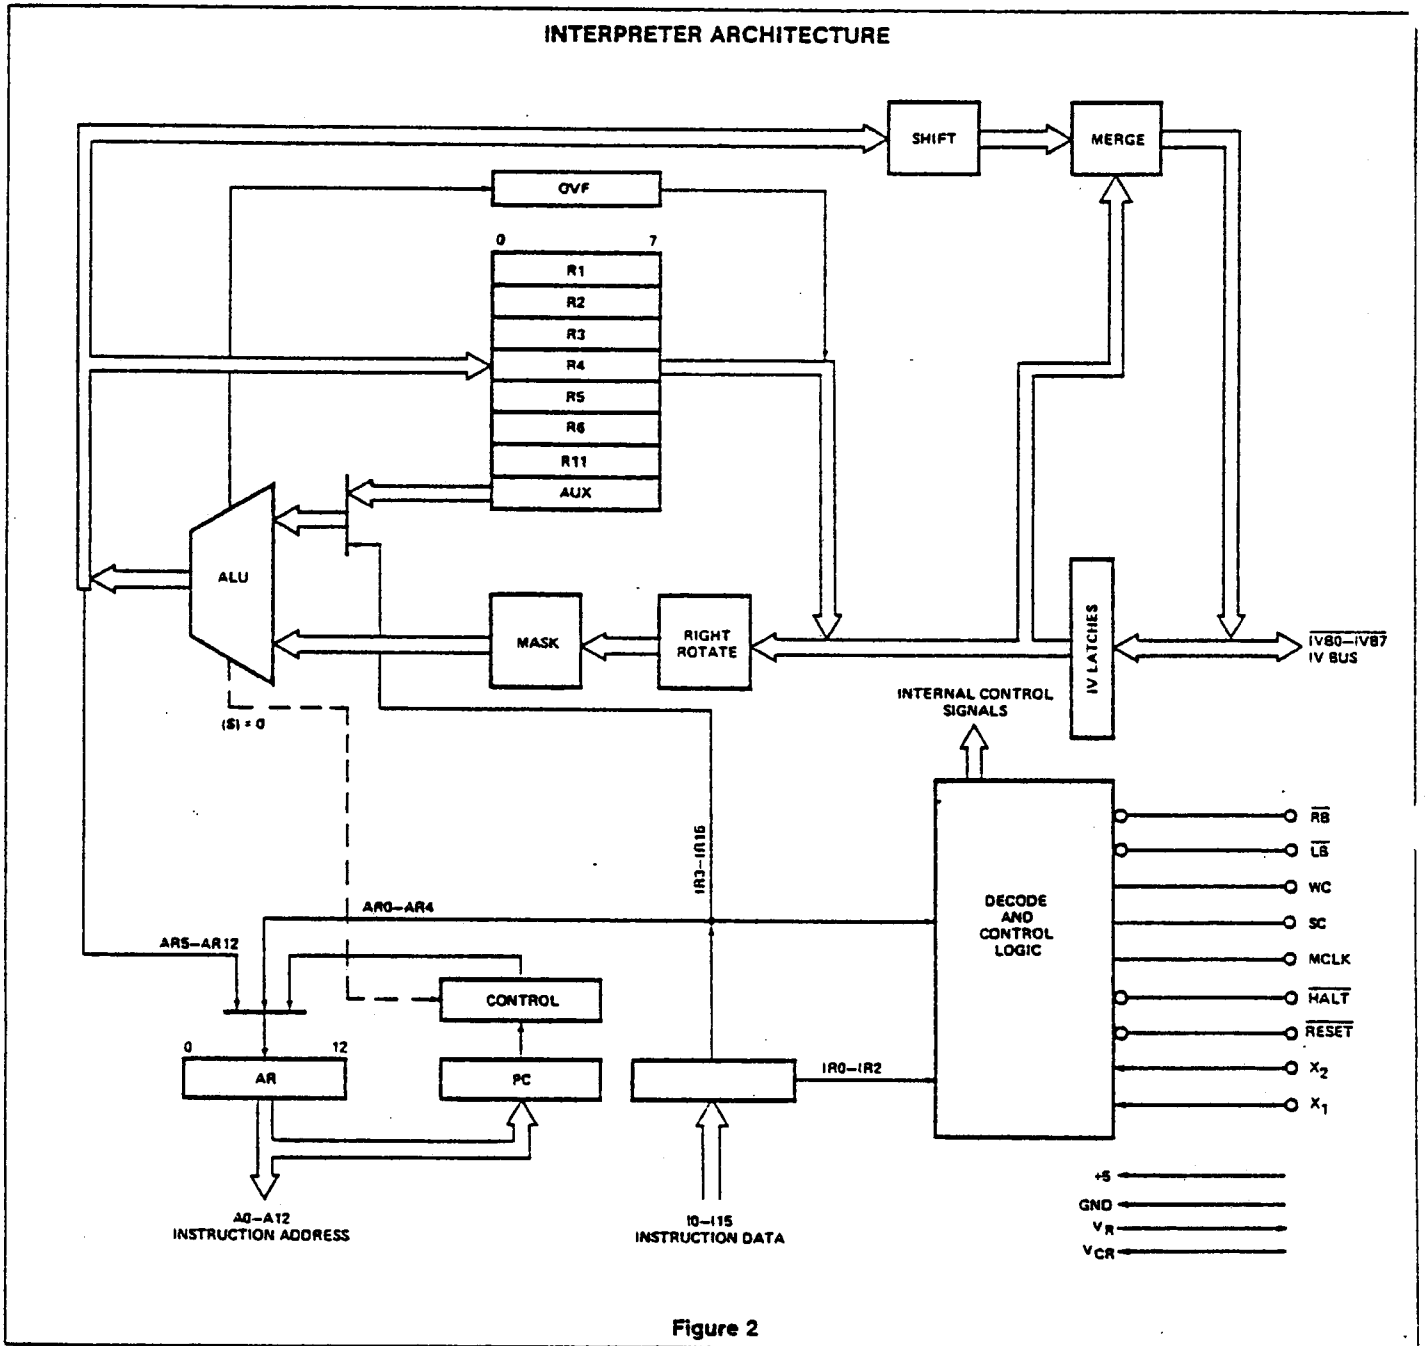 INTERPRETER ARCHITECTURE
SHIFT
MERGE
OVF
0 7
R1
R2
R3
R4
R5
R6
R11
AUX
ALU
MASK
RIGHT
ROTATE
IV LATCHES
IVB0–IVB7
IV BUS
(S) = 0
INTERNAL CONTROL
SIGNALS
IR3–IR15
DECODE
AND
CONTROL
LOGIC
RB
LB
WC
SC
MCLK
HALT
RESET
X2
X1
AR0–AR4
AR5–AR12
CONTROL
0 12
AR
PC
IR0–IR2
A0–A12
INSTRUCTION ADDRESS
I0–I15
INSTRUCTION DATA
+5
GND
VR
VCR
Figure 2